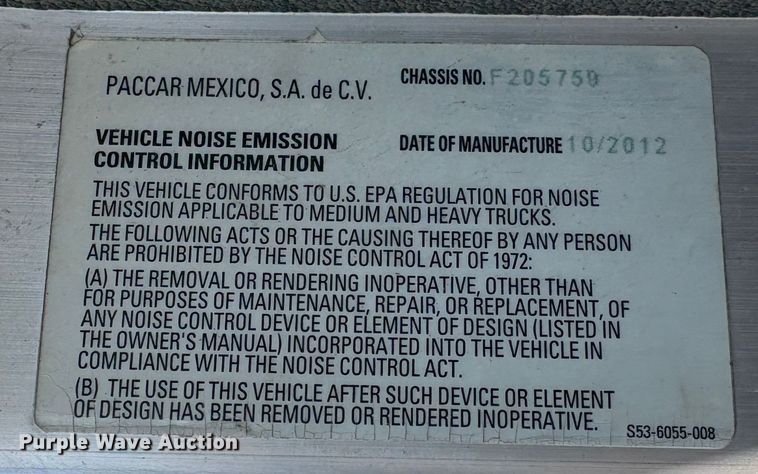 PACCAR MEXICO, S.A. de C.V.
CHASSIS NO. F205750
VEHICLE NOISE EMISSION
CONTROL INFORMATION
DATE OF MANUFACTURE 10/2012
THIS VEHICLE CONFORMS TO U.S. EPA REGULATION FOR NOISE
EMISSION APPLICABLE TO MEDIUM AND HEAVY TRUCKS.
THE FOLLOWING ACTS OR THE CAUSING THEREOF BY ANY PERSON
ARE PROHIBITED BY THE NOISE CONTROL ACT OF 1972:
(A) THE REMOVAL OR RENDERING INOPERATIVE, OTHER THAN
FOR PURPOSES OF MAINTENANCE, REPAIR, OR REPLACEMENT, OF
ANY NOISE CONTROL DEVICE OR ELEMENT OF DESIGN (LISTED IN
THE OWNER'S MANUAL) INCORPORATED INTO THE VEHICLE IN
COMPLIANCE WITH THE NOISE CONTROL ACT.
(B) THE USE OF THIS VEHICLE AFTER SUCH DEVICE OR ELEMENT
OF DESIGN HAS BEEN REMOVED OR RENDERED INOPERATIVE.
S53-6055-008
Purple Wave Auction